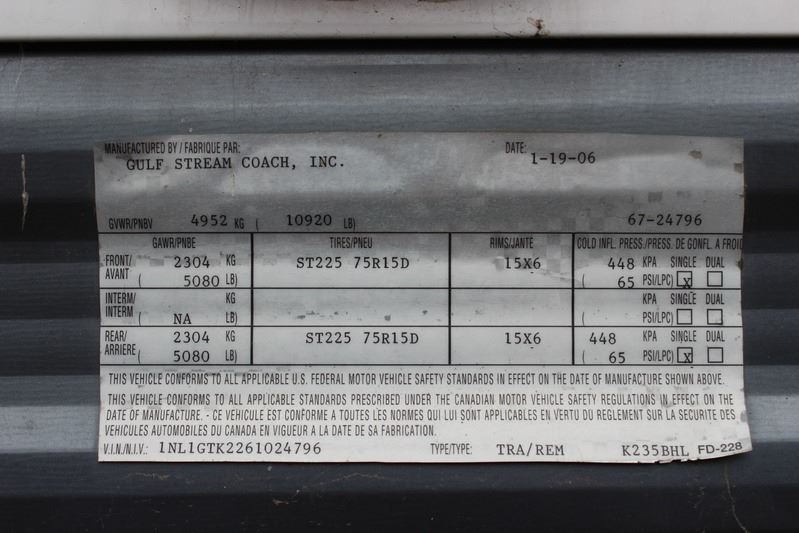 MANUFACTURED BY / FABRIQUE PAR: DATE:
GULF STREAM COACH, INC. 1-19-06
GVWR/PNBV 4952 KG ( 10920 LB) 67-24796
GAWR/PNBE TIRES/PNEU RIMS/JANTE COLD INFL. PRESS./PRESS. DE GONFL. A FROID
FRONT/ 2304 KG ST225 75R15D 15X6 448 KPA SINGLE DUAL
AVANT ( 5080 LB) ( 65 PSI/LPC) X
INTERM/ KG KPA SINGLE DUAL
INTERM ( NA LB) ( PSI/LPC)
REAR/ 2304 KG ST225 75R15D 15X6 448 KPA SINGLE DUAL
ARRIERE ( 5080 LB) ( 65 PSI/LPC) X
THIS VEHICLE CONFORMS TO ALL APPLICABLE U.S. FEDERAL MOTOR VEHICLE SAFETY STANDARDS IN EFFECT ON THE DATE OF MANUFACTURE SHOWN ABOVE.
THIS VEHICLE CONFORMS TO ALL APPLICABLE STANDARDS PRESCRIBED UNDER THE CANADIAN MOTOR VEHICLE SAFETY REGULATIONS IN EFFECT ON THE
DATE OF MANUFACTURE. - CE VEHICULE EST CONFORME A TOUTES LES NORMES QUI LUI SONT APPLICABLES EN VERTU DU REGLEMENT SUR LA SECURITE DES
VEHICULES AUTOMOBILES DU CANADA EN VIGUEUR A LA DATE DE SA FABRICATION.
V.I.N./N.I.V.: 1NL1GTK2261024796 TYPE/TYPE: TRA/REM K235BHL FD-228